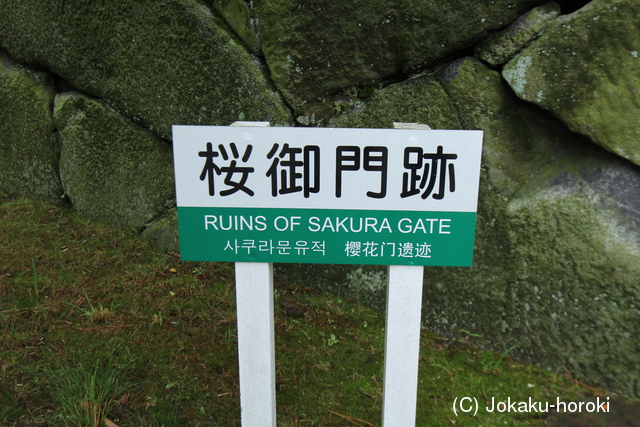 桜御門跡
RUINS OF SAKURA GATE
사쿠라문유적 櫻花门遗迹
(C) Jokaku-horoki